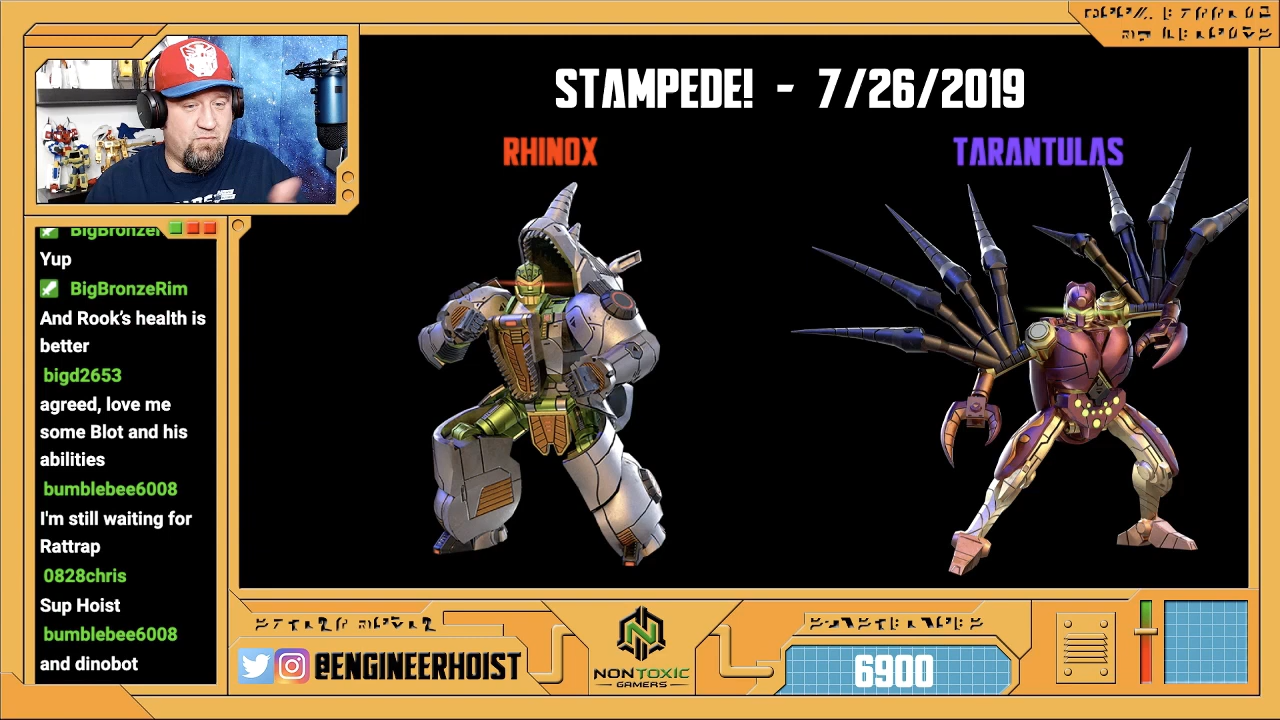 STAMPEDE! - 7/26/2019
RHINOX
TARANTULAS
BigBronzeRim
Yup
BigBronzeRim
And Rook's health is
better
bigd2653
agreed, love me
some Blot and his
abilities
bumblebee6008
I'm still waiting for
Rattrap
0828chris
Sup Hoist
bumblebee6008
and dinobot
@ENGINEERHOIST
NONTOXIC
GAMERS
6900